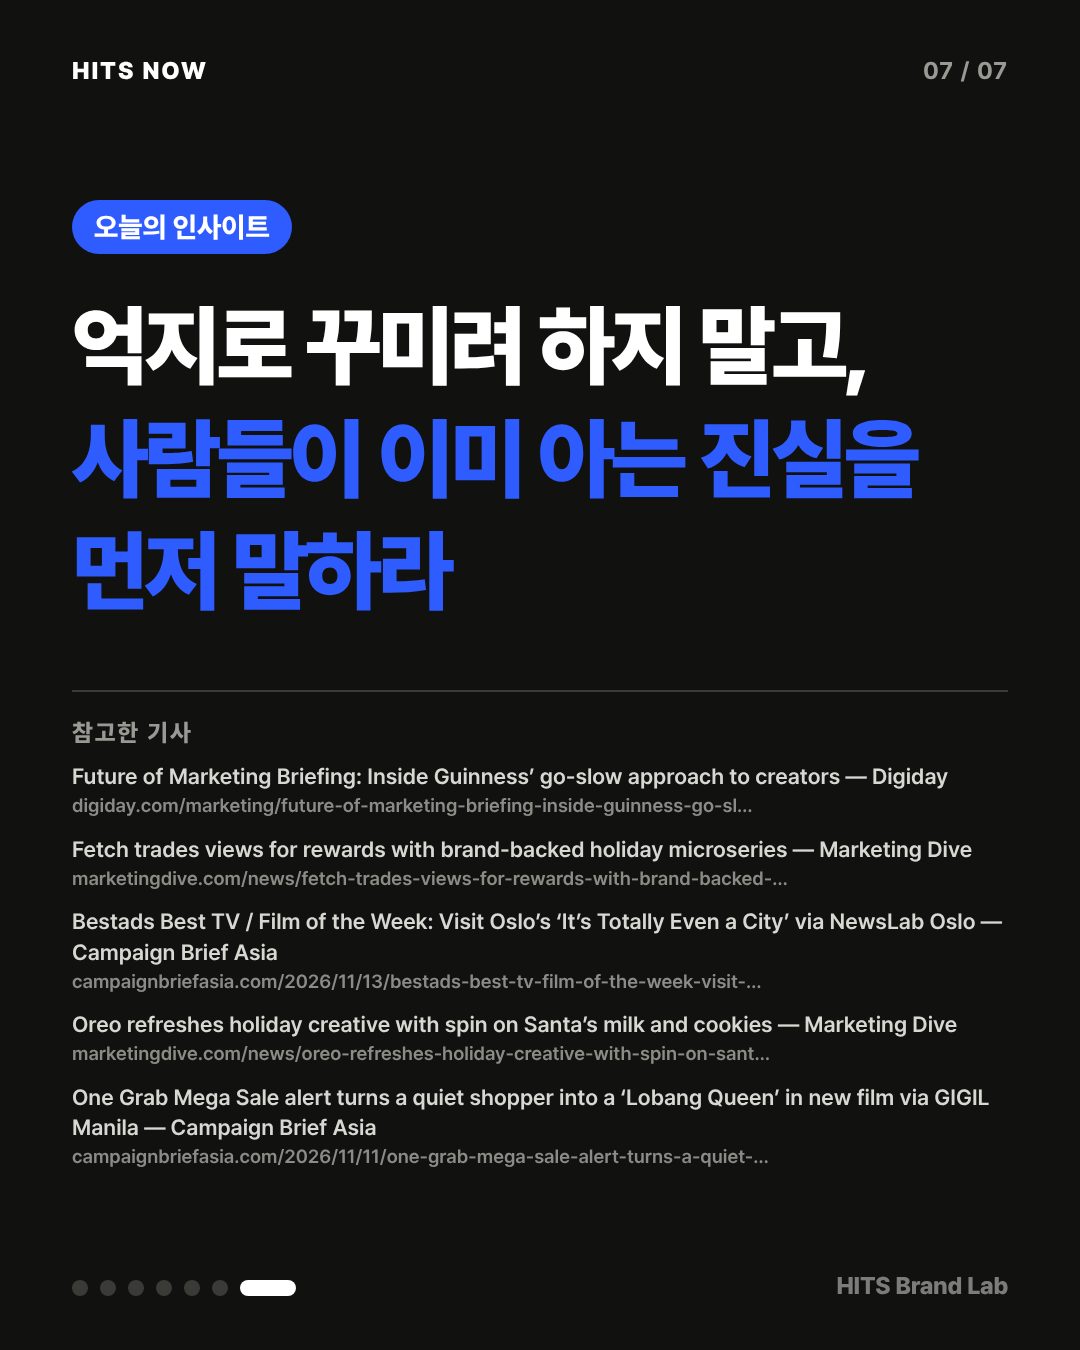 HITS NOW
07 / 07
오늘의 인사이트
억지로 꾸미려 하지 말고,
사람들이 이미 아는 진실을
먼저 말하라
참고한 기사
Future of Marketing Briefing: Inside Guinness’ go-slow approach to creators — Digiday
digiday.com/marketing/future-of-marketing-briefing-inside-guinness-go-sl...
Fetch trades views for rewards with brand-backed holiday microseries — Marketing Dive
marketingdive.com/news/fetch-trades-views-for-rewards-with-brand-backed-...
Bestads Best TV / Film of the Week: Visit Oslo’s ‘It’s Totally Even a City’ via NewsLab Oslo —
Campaign Brief Asia
campaignbriefasia.com/2026/11/13/bestads-best-tv-film-of-the-week-visit-...
Oreo refreshes holiday creative with spin on Santa’s milk and cookies — Marketing Dive
marketingdive.com/news/oreo-refreshes-holiday-creative-with-spin-on-sant...
One Grab Mega Sale alert turns a quiet shopper into a ‘Lobang Queen’ in new film via GIGIL
Manila — Campaign Brief Asia
campaignbriefasia.com/2026/11/11/one-grab-mega-sale-alert-turns-a-quiet-...
HITS Brand Lab